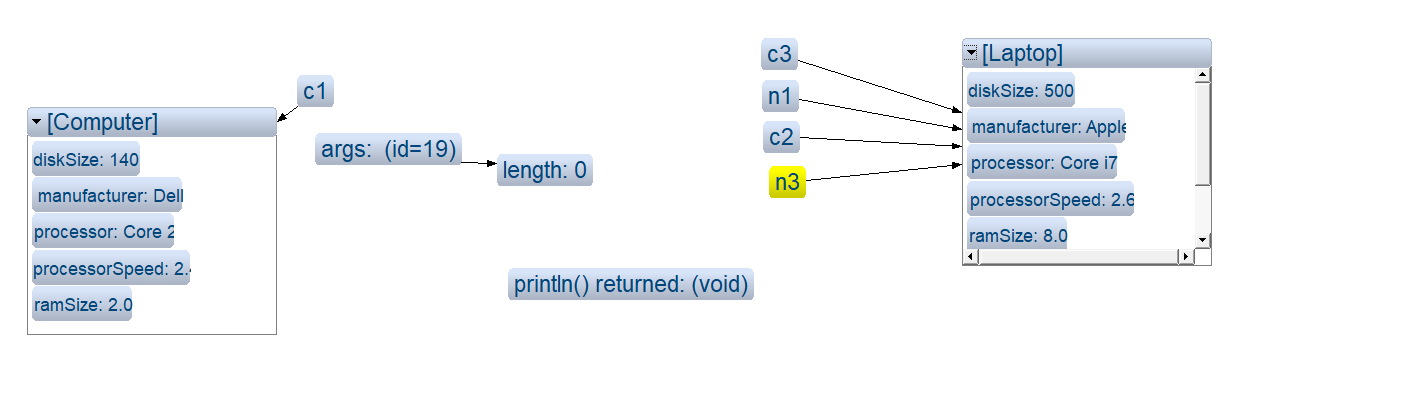 c1
[Computer]
diskSize: 140
manufacturer: Dell
processor: Core 2
processorSpeed: 2.
ramSize: 2.0
args: (id=19)
length: 0
println() returned: (void)
c3
n1
c2
n3
[Laptop]
diskSize: 500
manufacturer: Apple
processor: Core i7
processorSpeed: 2.6
ramSize: 8.0